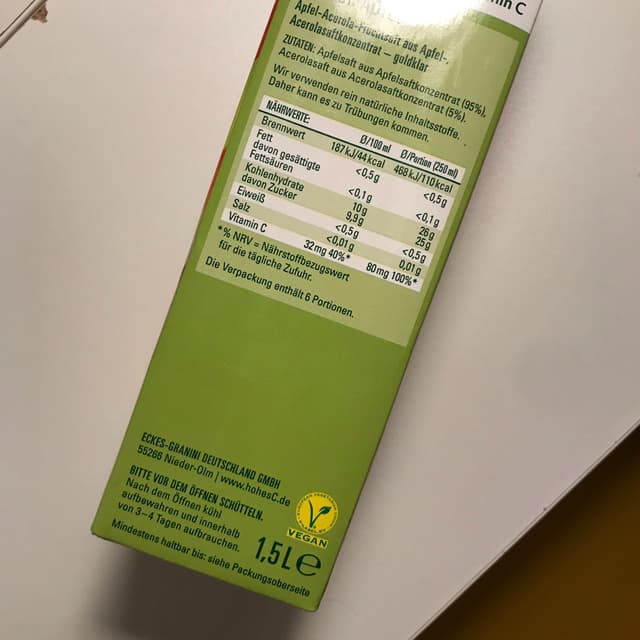 min C
Apfel-Acerola-Fruchtsaft aus Apfel-,
Acerolasaftkonzentrat – goldklar
ZUTATEN: Apfelsaft aus Apfelsaftkonzentrat (95%),
Acerolasaft aus Acerolasaftkonzentrat (5%).
Wir verwenden rein natürliche Inhaltsstoffe.
Daher kann es zu Trübungen kommen.
NÄHRWERTE: Ø/100 ml Ø/Portion (250 ml)
Brennwert 187 kJ/44 kcal 468 kJ/110 kcal
Fett <0,5g <0,5g
davon gesättigte
Fettsäuren <0,1g <0,1g
Kohlenhydrate 10g 26g
davon Zucker 9,9g 25g
Eiweiß <0,5g <0,5g
Salz <0,01g 0,01g
Vitamin C 32mg 40%* 80mg 100%*
*% NRV = Nährstoffbezugswert
für die tägliche Zufuhr.
Die Verpackung enthält 6 Portionen.
ECKES-GRANINI DEUTSCHLAND GMBH
55266 Nieder-Olm | www.hohesC.de
BITTE VOR DEM ÖFFNEN SCHÜTTELN.
Nach dem Öffnen kühl
aufbewahren und innerhalb
von 3–4 Tagen aufbrauchen.
VEGAN
1,5L e
Mindestens haltbar bis: siehe Packungsoberseite